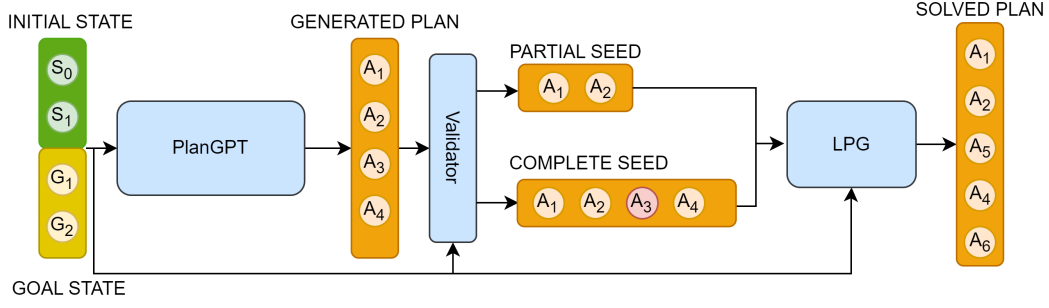 INITIAL STATE
S0
S1
G1
G2
GOAL STATE
PlanGPT
GENERATED PLAN
A1
A2
A3
A4
Validator
PARTIAL SEED
A1 A2
COMPLETE SEED
A1 A2 A3 A4
LPG
SOLVED PLAN
A1
A2
A5
A4
A6